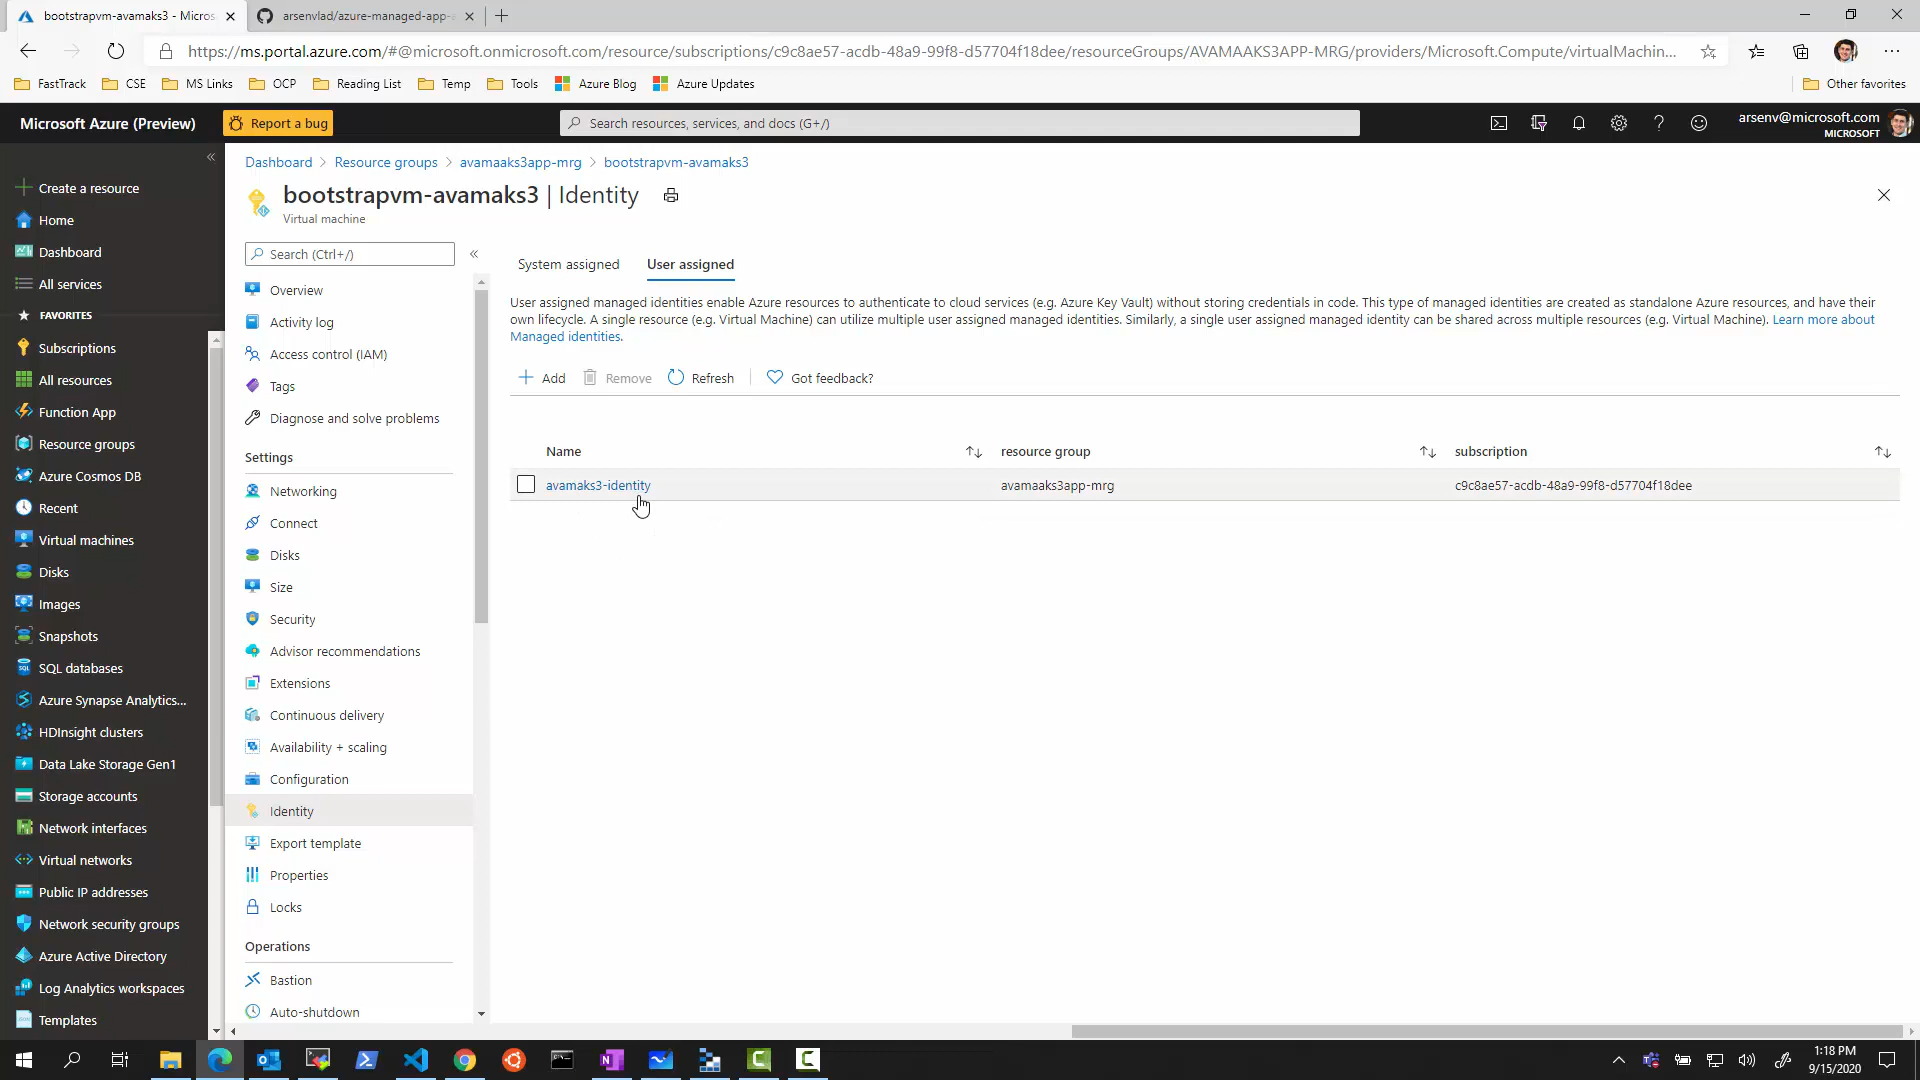 bootstrapvm-avamaks3 - Micros
arsenvlad/azure-managed-app-a
https://ms.portal.azure.com/#@microsoft.onmicrosoft.com/resource/subscriptions/c9c8ae57-acdb-48a9-99f8-d57704f18dee/resourceGroups/AVAMAAKS3APP-MRG/providers/Microsoft.Compute/virtualMachin...
FastTrack CSE MS Links OCP Reading List Temp Tools Azure Blog Azure Updates Other favorites
Microsoft Azure (Preview)
Report a bug
Search resources, services, and docs (G+/)
arsenv@microsoft.com
MICROSOFT
Create a resource
Home
Dashboard
All services
FAVORITES
Subscriptions
All resources
Function App
Resource groups
Azure Cosmos DB
Recent
Virtual machines
Disks
Images
Snapshots
SQL databases
Azure Synapse Analytics...
HDInsight clusters
Data Lake Storage Gen1
Storage accounts
Network interfaces
Virtual networks
Public IP addresses
Network security groups
Azure Active Directory
Log Analytics workspaces
Templates
Dashboard > Resource groups > avamaaks3app-mrg > bootstrapvm-avamaks3
bootstrapvm-avamaks3 | Identity
Virtual machine
Search (Ctrl+/)
Overview
Activity log
Access control (IAM)
Tags
Diagnose and solve problems
Settings
Networking
Connect
Disks
Size
Security
Advisor recommendations
Extensions
Continuous delivery
Availability + scaling
Configuration
Identity
Export template
Properties
Locks
Operations
Bastion
Auto-shutdown
System assigned User assigned
User assigned managed identities enable Azure resources to authenticate to cloud services (e.g. Azure Key Vault) without storing credentials in code. This type of managed identities are created as standalone Azure resources, and have their
own lifecycle. A single resource (e.g. Virtual Machine) can utilize multiple user assigned managed identities. Similarly, a single user assigned managed identity can be shared across multiple resources (e.g. Virtual Machine). Learn more about
Managed identities.
Add Remove Refresh Got feedback?
Name resource group subscription
avamaks3-identity avamaaks3app-mrg c9c8ae57-acdb-48a9-99f8-d57704f18dee
1:18 PM
9/15/2020